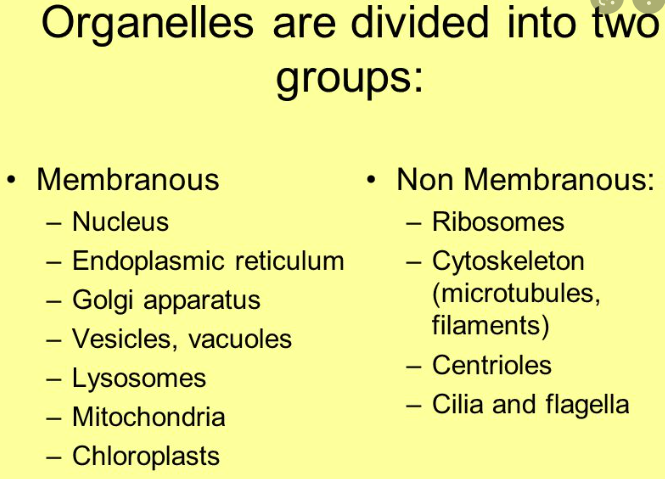 Organelles are divided into two
groups:
• Membranous
– Nucleus
– Endoplasmic reticulum
– Golgi apparatus
– Vesicles, vacuoles
– Lysosomes
– Mitochondria
– Chloroplasts
• Non Membranous:
– Ribosomes
– Cytoskeleton
(microtubules,
filaments)
– Centrioles
– Cilia and flagella